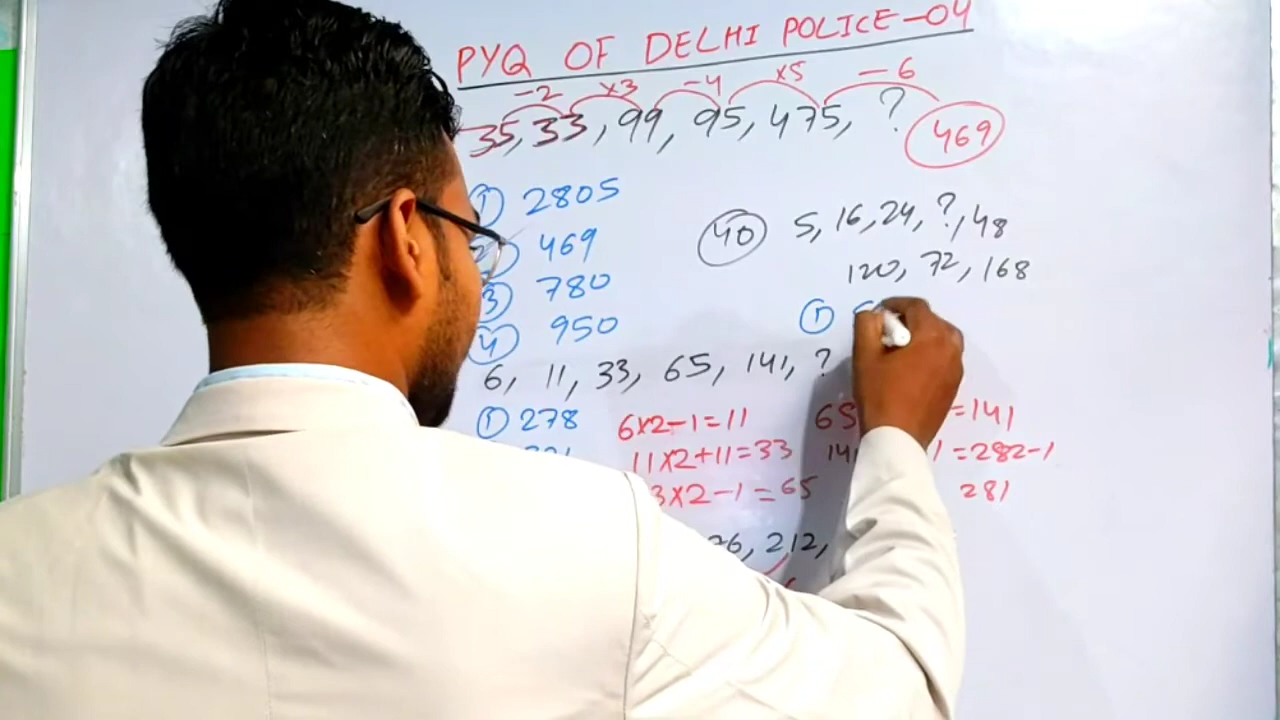 PYQ OF DELHI POLICE-04
-2 ×3 -4 ×5 -6
35, 33, 99, 95, 475, ? 469
① 2805
469
③ 780
④ 950
40 5, 16, 24, ?, 48
120, 72, 168
①
6, 11, 33, 65, 141, ?
① 278
6×2-1=11
11×2+11=33
3×2-1=65
=141
=282-1
281
212,